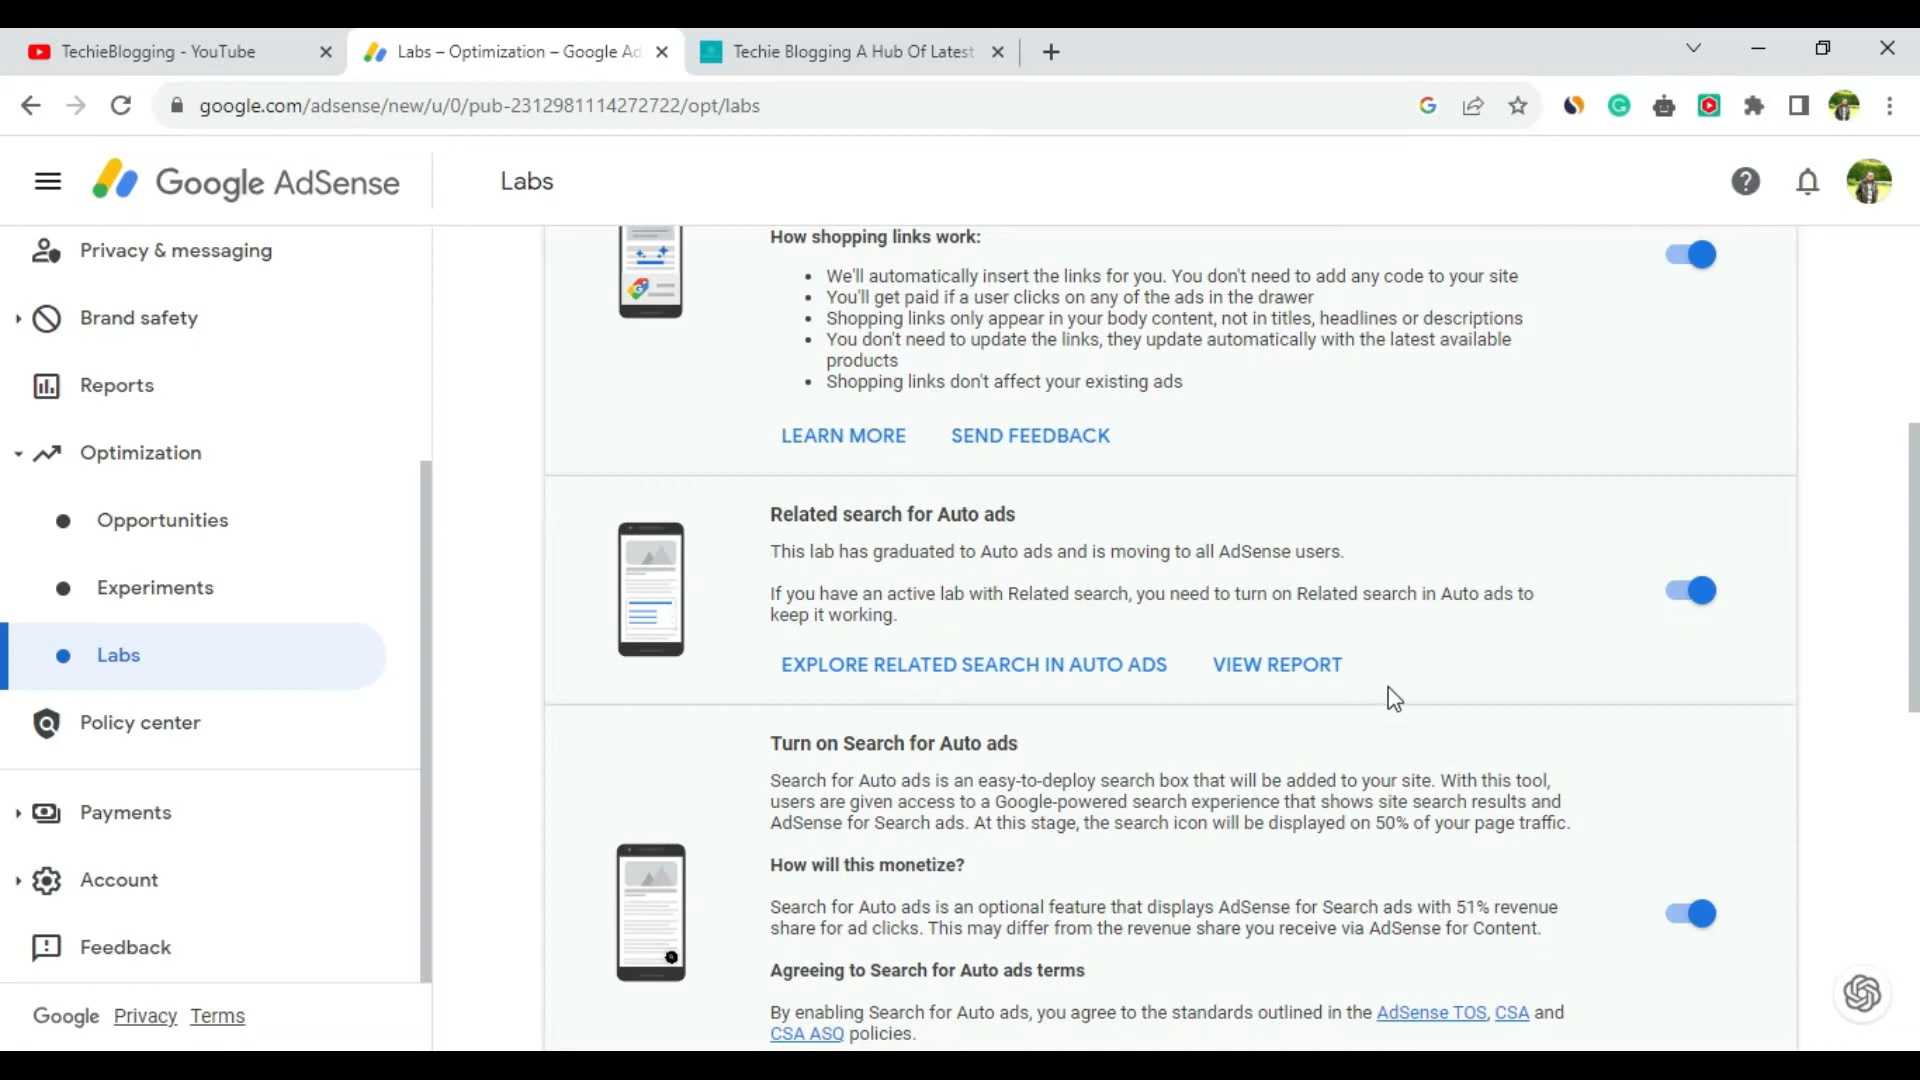 TechieBlogging - YouTube
Labs – Optimization – Google Ad
Techie Blogging A Hub Of Latest
google.com/adsense/new/u/0/pub-2312981114272722/opt/labs
Google AdSense
Labs
Privacy & messaging
Brand safety
Reports
Optimization
Opportunities
Experiments
Labs
Policy center
Payments
Account
Feedback
Google Privacy Terms
How shopping links work:
• We'll automatically insert the links for you. You don't need to add any code to your site
• You'll get paid if a user clicks on any of the ads in the drawer
• Shopping links only appear in your body content, not in titles, headlines or descriptions
• You don't need to update the links, they update automatically with the latest available
products
• Shopping links don't affect your existing ads
LEARN MORE SEND FEEDBACK
Related search for Auto ads
This lab has graduated to Auto ads and is moving to all AdSense users.
If you have an active lab with Related search, you need to turn on Related search in Auto ads to
keep it working.
EXPLORE RELATED SEARCH IN AUTO ADS VIEW REPORT
Turn on Search for Auto ads
Search for Auto ads is an easy-to-deploy search box that will be added to your site. With this tool,
users are given access to a Google-powered search experience that shows site search results and
AdSense for Search ads. At this stage, the search icon will be displayed on 50% of your page traffic.
How will this monetize?
Search for Auto ads is an optional feature that displays AdSense for Search ads with 51% revenue
share for ad clicks. This may differ from the revenue share you receive via AdSense for Content.
Agreeing to Search for Auto ads terms
By enabling Search for Auto ads, you agree to the standards outlined in the AdSense TOS, CSA and
CSA ASQ policies.